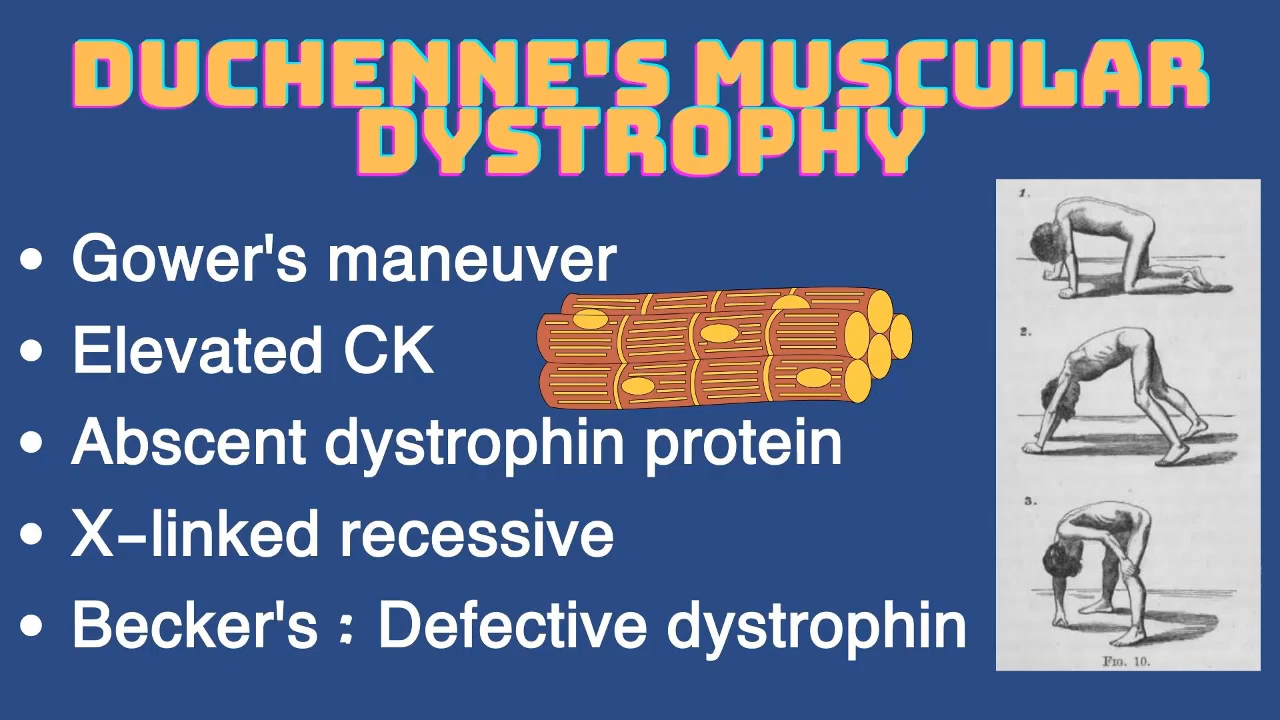 DUCHENNE'S MUSCULAR
DYSTROPHY
• Gower's maneuver
• Elevated CK
• Abscent dystrophin protein
• X-linked recessive
• Becker's : Defective dystrophin
1.
2.
3.
FIG. 10.